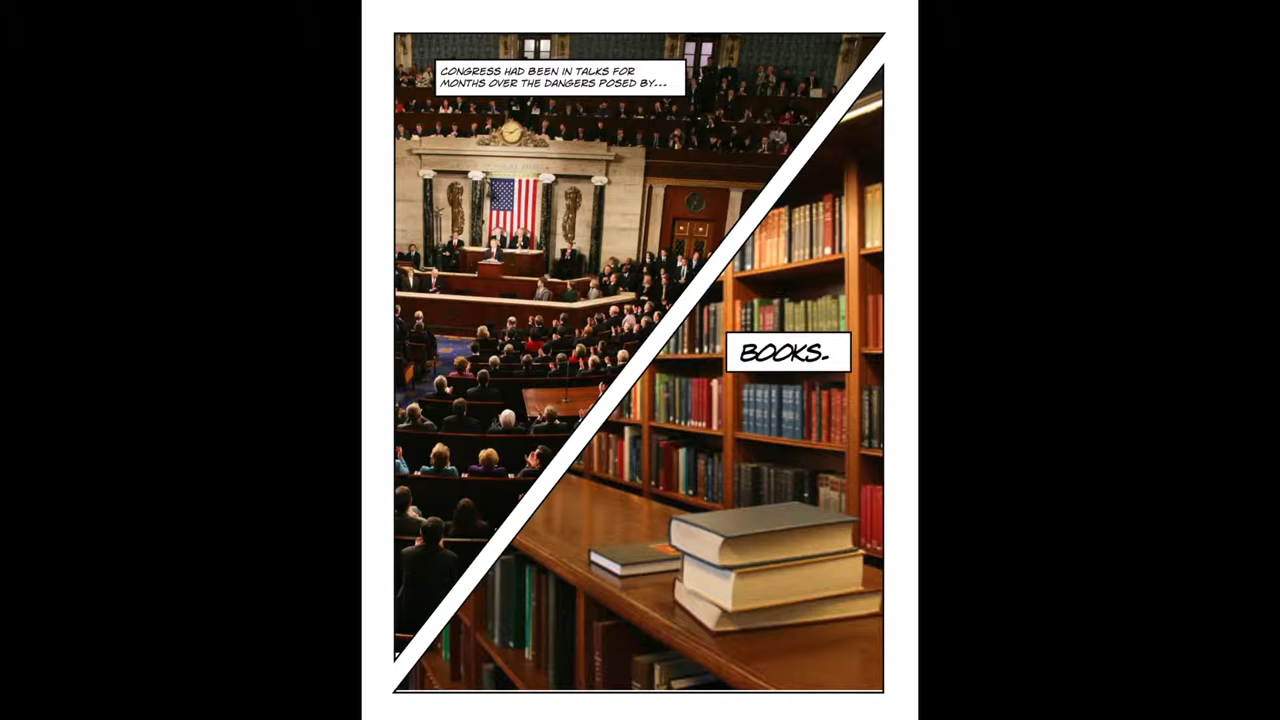 CONGRESS HAD BEEN IN TALKS FOR
MONTHS OVER THE DANGERS POSED BY...
BOOKS.